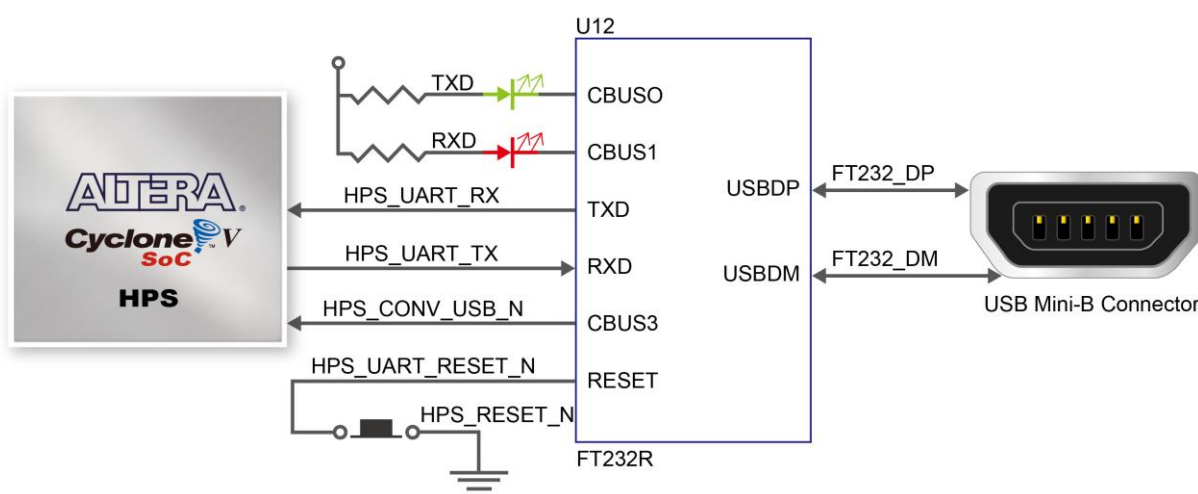 U12
TXD
CBUSO
RXD
CBUS1
HPS_UART_RX
TXD
HPS_UART_TX
RXD
HPS_CONV_USB_N
CBUS3
HPS_UART_RESET_N
RESET
HPS_RESET_N
FT232R
USBDP
FT232_DP
USBDM
FT232_DM
USB Mini-B Connector
ALTERA®
Cyclone™ V
SoC
HPS